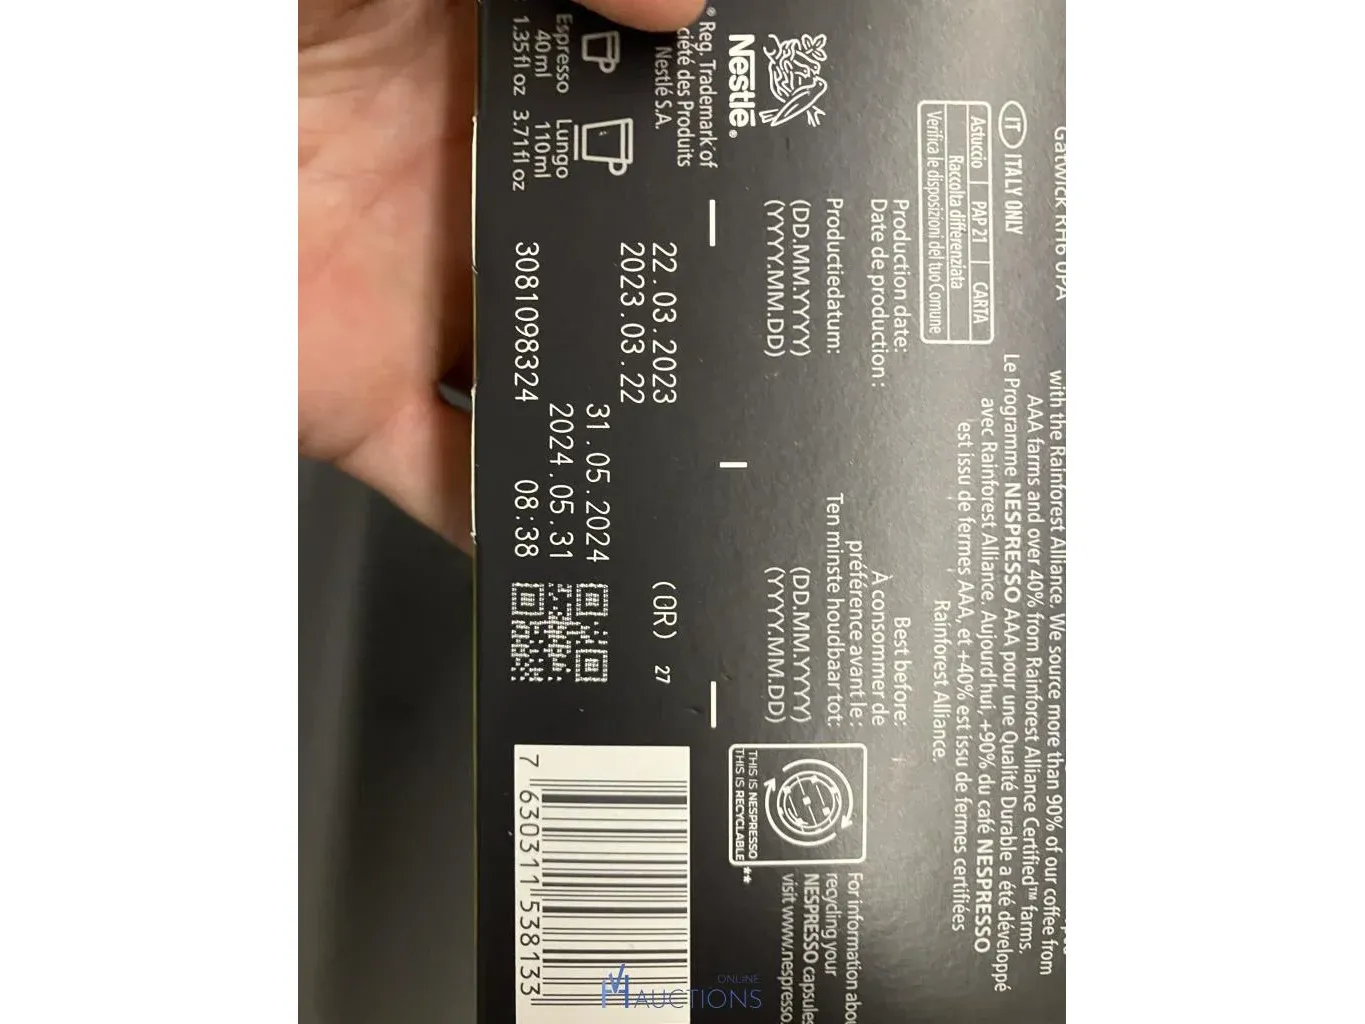 Gatwick RH6 0PA
IT ITALY ONLY
Astuccio | PAP 21 | CARTA
Raccolta differenziata
Verifica le disposizioni del tuo Comune
with the Rainforest Alliance. We source more than 90% of our coffee from
AAA farms and over 40% from Rainforest Alliance Certified™ farms.
Le Programme NESPRESSO AAA pour une Qualité Durable a été développé
avec Rainforest Alliance. Aujourd'hui, +90% du café NESPRESSO
est issu de fermes AAA, et +40% est issu de fermes certifiées
Rainforest Alliance.
Production date:
Date de production :
Productiedatum:
(DD.MM.YYYY)
(YYYY.MM.DD)
Best before:
À consommer de
préférence avant le :
Ten minste houdbaar tot:
(DD.MM.YYYY)
(YYYY.MM.DD)
Nestlé®
® Reg. Trademark of
ciété des Produits
Nestlé S.A.
Espresso
40ml
1.35fl oz
Lungo
110ml
3.71fl oz
22.03.2023
2023.03.22
(OR) 27
31.05.2024
2024.05.31
3081098324
08:38
THIS IS NESPRESSO
THIS IS RECYCLABLE**
For information abou
recycling your
NESPRESSO capsules
visit www.nespresso.
7 630311 538133
ONLINE
AUCTIONS